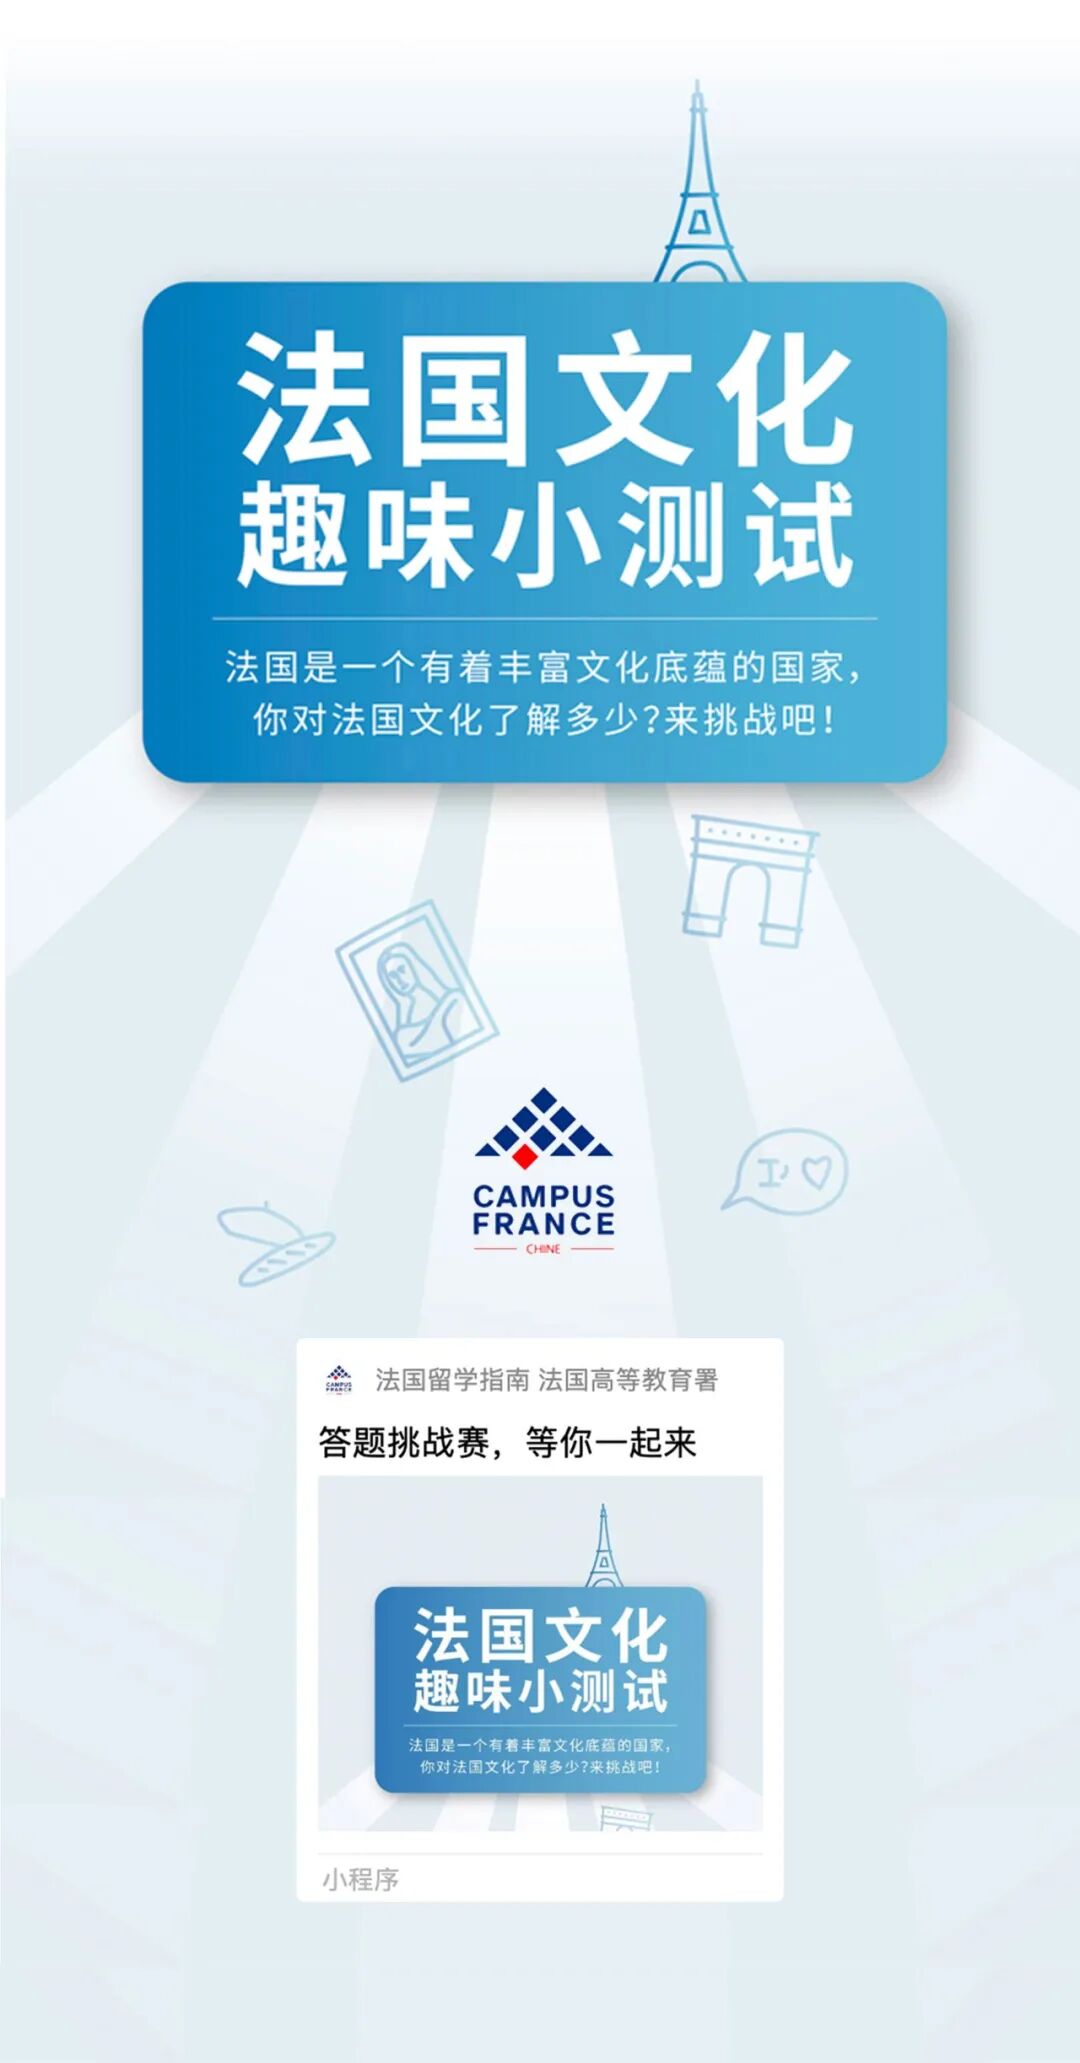 法国文化
趣味小测试
法国是一个有着丰富文化底蕴的国家，
你对法国文化了解多少？来挑战吧！
CAMPUS
FRANCE
CHINE
CAMPUS
FRANCE
法国留学指南 法国高等教育署
答题挑战赛，等你一起来
法国文化
趣味小测试
法国是一个有着丰富文化底蕴的国家，
你对法国文化了解多少？来挑战吧！
小程序